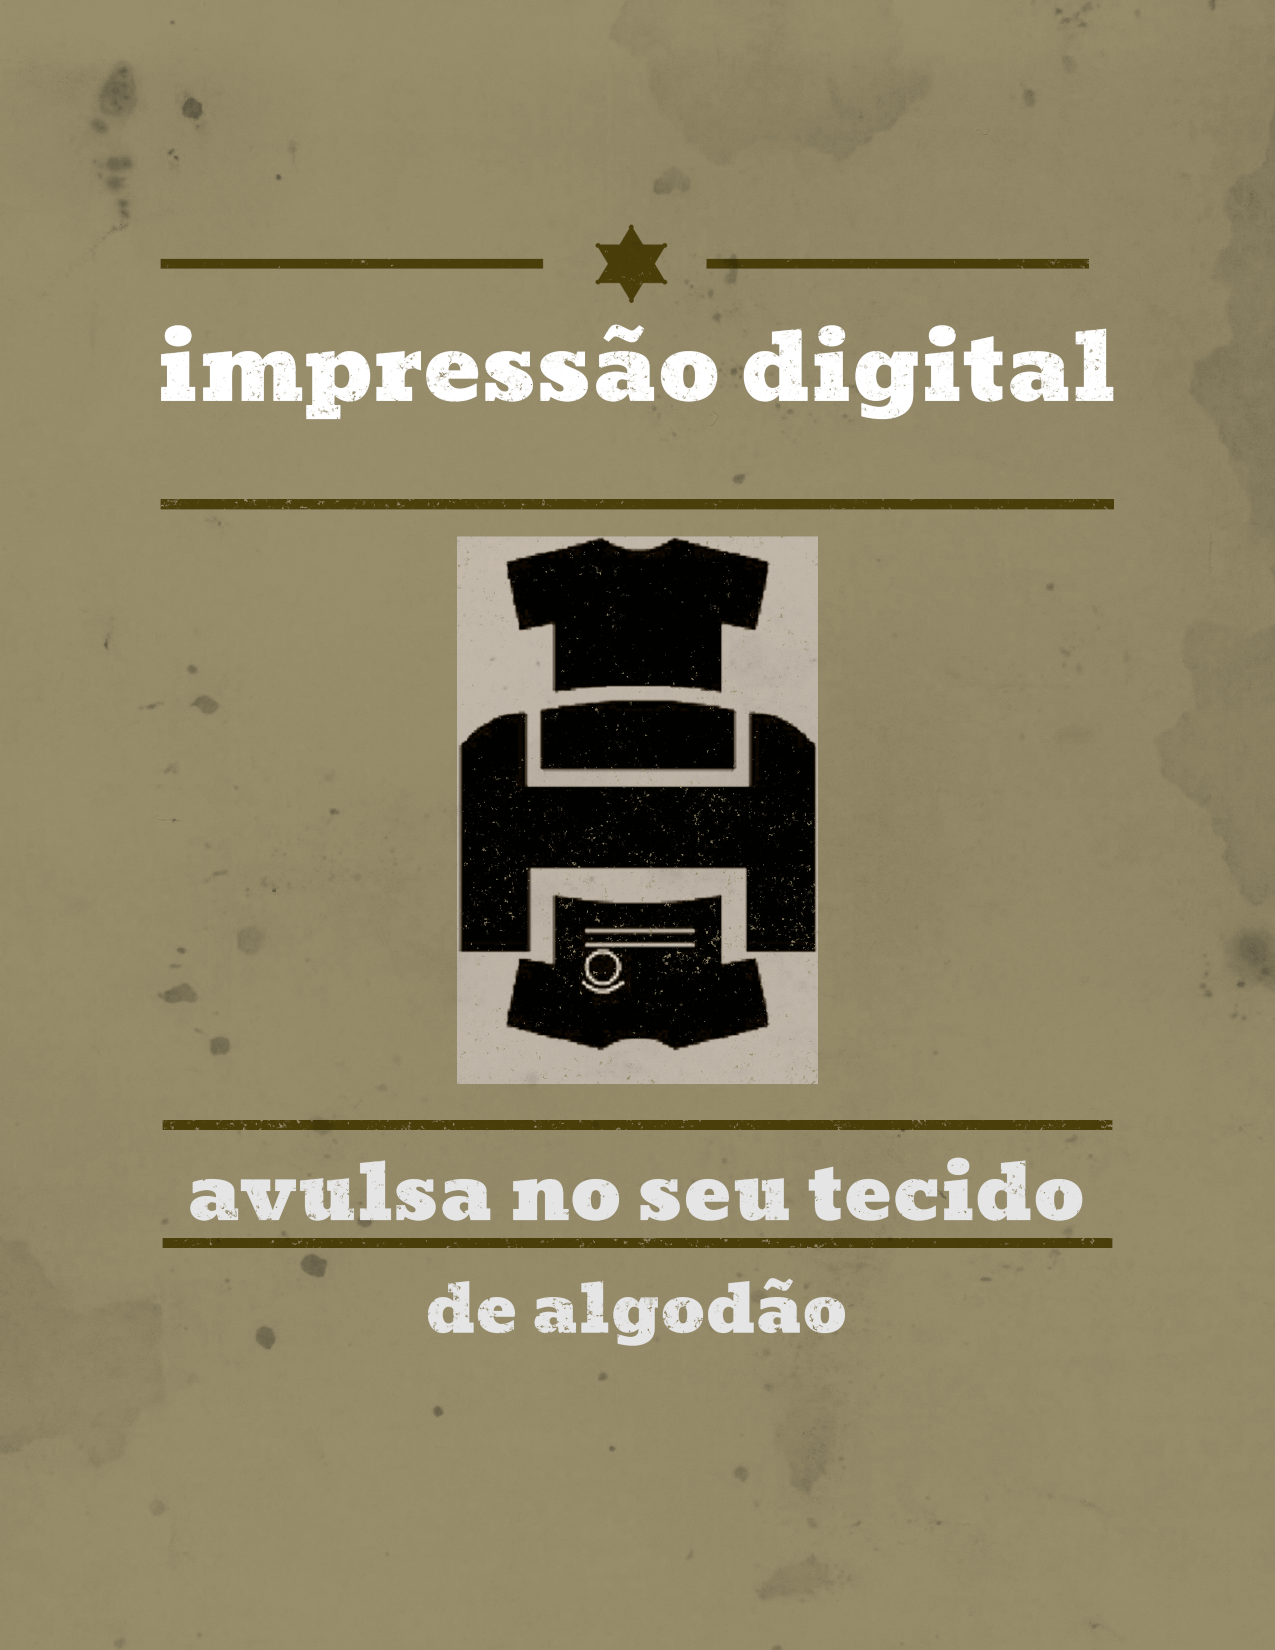 impressão digital
avulsa no seu tecido
de algodão